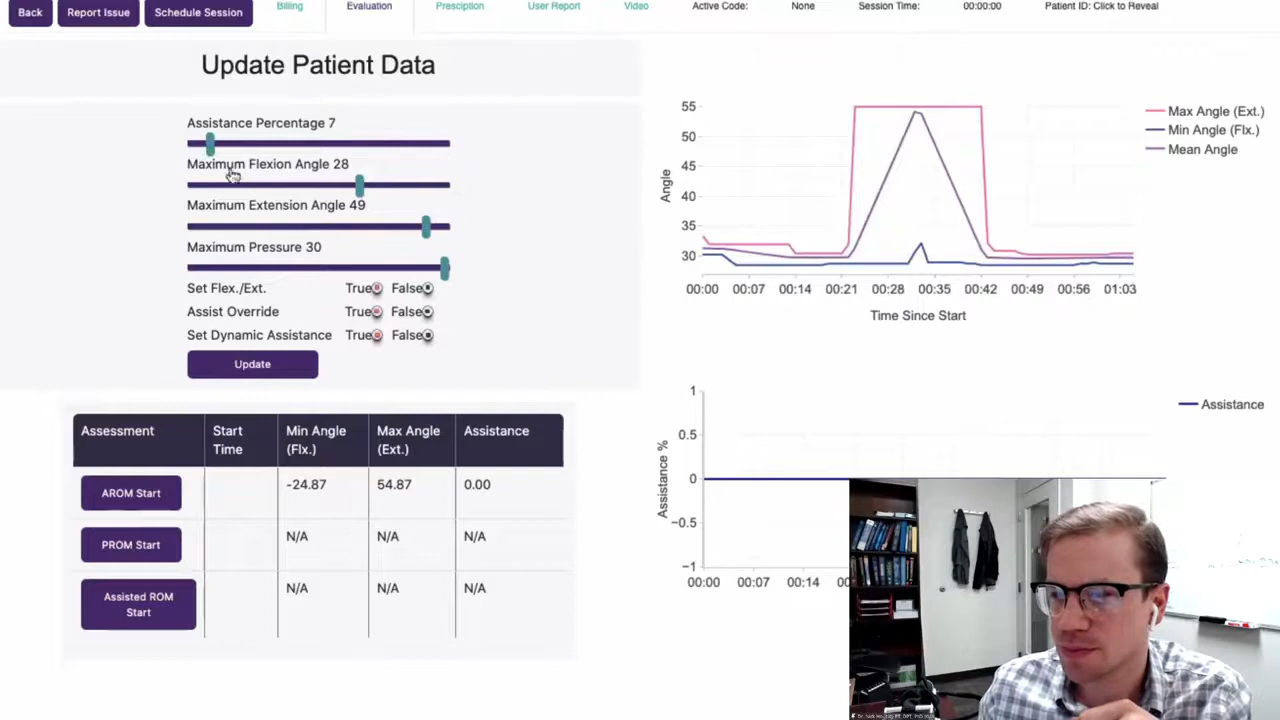 Back
Report Issue
Schedule Session
Billing
Evaluation
Presciption
User Report
Video
Active Code:
None
Session Time:
00:00:00
Patient ID: Click to Reveal
Update Patient Data
Assistance Percentage 7
Maximum Flexion Angle 28
Maximum Extension Angle 49
Maximum Pressure 30
Set Flex./Ext. True False
Assist Override True False
Set Dynamic Assistance True False
Update
Assessment
Start Time
Min Angle (Flx.)
Max Angle (Ext.)
Assistance
AROM Start
-24.87
54.87
0.00
PROM Start
N/A
N/A
N/A
Assisted ROM
Start
N/A
N/A
N/A
55
50
45
40
35
30
Angle
00:00
00:07
00:14
00:21
00:28
00:35
00:42
00:49
00:56
01:03
Time Since Start
Max Angle (Ext.)
Min Angle (Flx.)
Mean Angle
1
0.5
0
−0.5
−1
Assistance %
00:00
00:07
00:14
Assistance